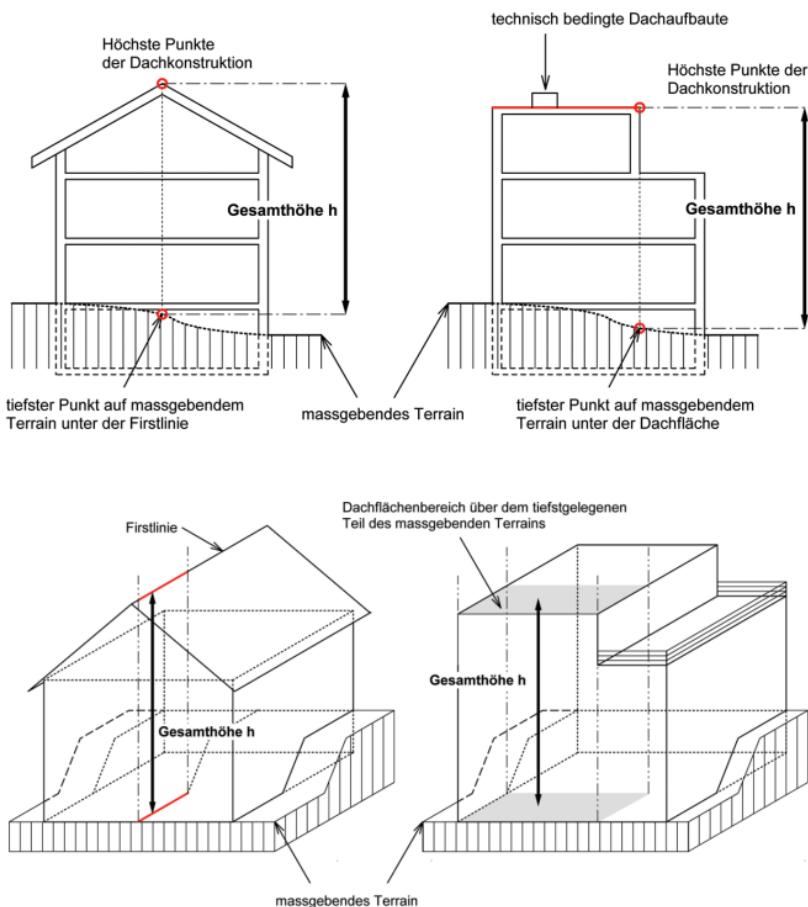 technisch bedingte Dachaufbaute
Höchste Punkte
der Dachkonstruktion
Höchste Punkte der
Dachkonstruktion
Gesamthöhe h
Gesamthöhe h
tiefster Punkt auf massgebendem
Terrain unter der Firstlinie
massgebendes Terrain
tiefster Punkt auf massgebendem
Terrain unter der Dachfläche
Dachflächenbereich über dem tiefstgelegenen
Teil des massgebenden Terrains
Firstlinie
Gesamthöhe h
Gesamthöhe h
massgebendes Terrain